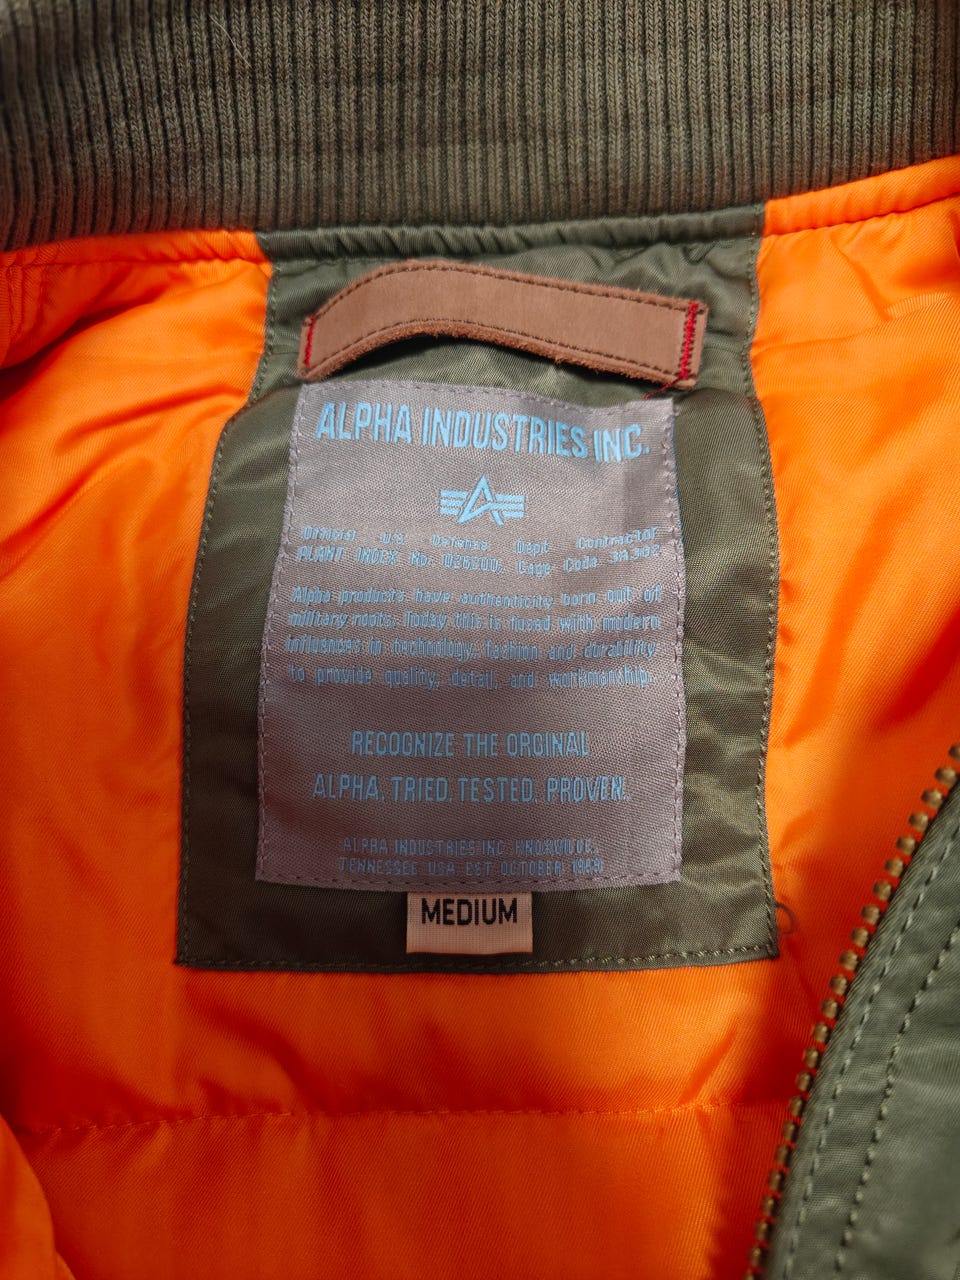 ALPHA INDUSTRIES INC.
Official U.S. Defense Dept Contractor
PLANT INDEX No. Cage Code
Alpha products have authenticity born out of
military roots. Today this is fused with modern
influences in technology, fashion and durability
to provide quality, detail, and workmanship.
RECOGNIZE THE ORGINAL
ALPHA. TRIED. TESTED. PROVEN.
ALPHA INDUSTRIES INC.
TENNESSEE USA EST OCTOBER
MEDIUM